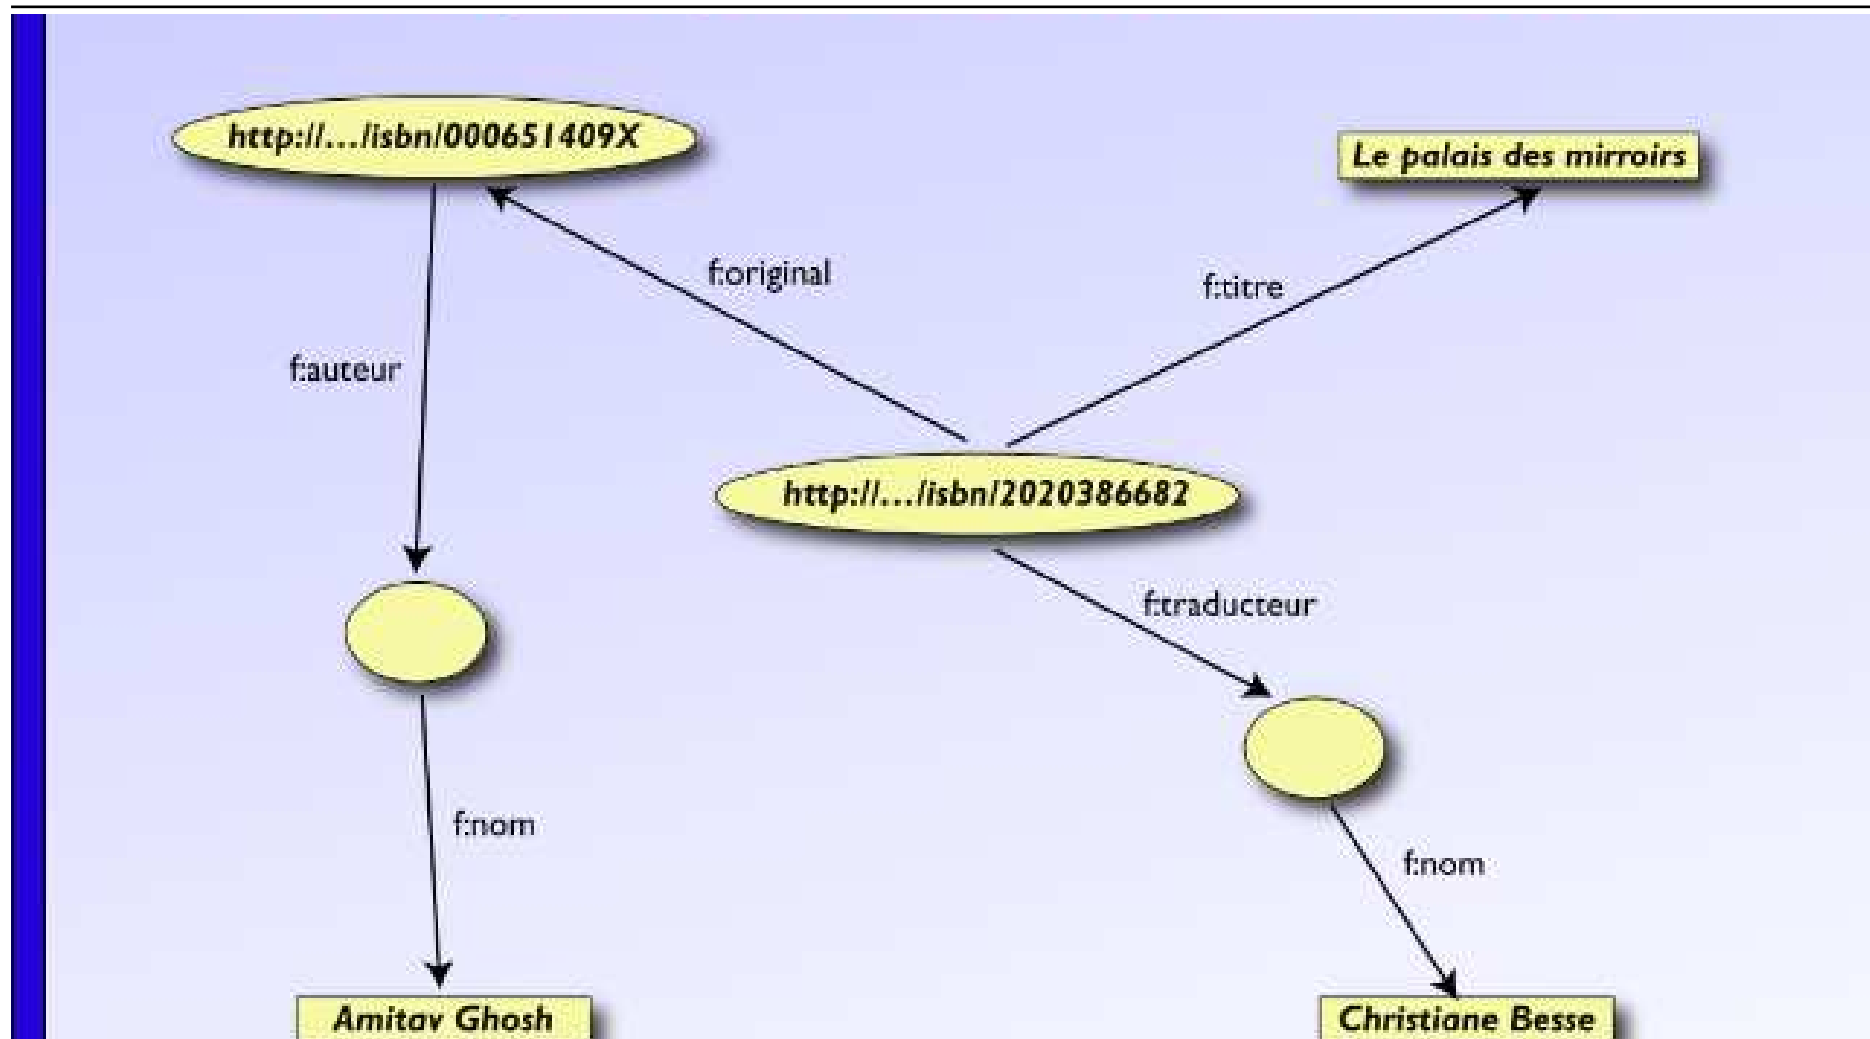 http://…/isbn/000651409X
Le palais des mirroirs
f:original
f:titre
f:auteur
http://…/isbn/2020386682
f:traducteur
f:nom
f:nom
Amitav Ghosh
Christiane Besse